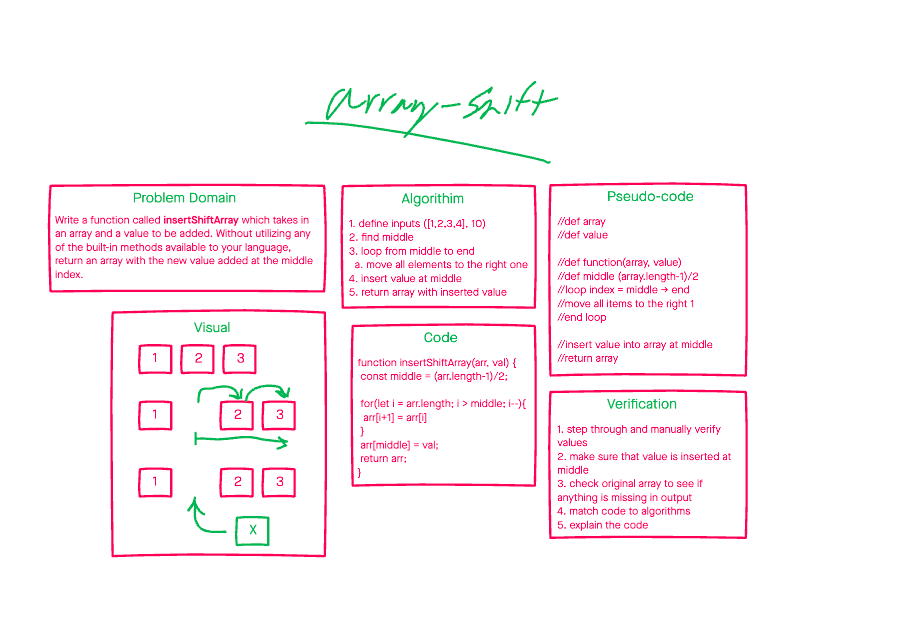 array-shift
Problem Domain
Write a function called insertShiftArray which takes in
an array and a value to be added. Without utilizing any
of the built-in methods available to your language,
return an array with the new value added at the middle
index.
Algorithim
1. define inputs ([1,2,3,4], 10)
2. find middle
3. loop from middle to end
a. move all elements to the right one
4. insert value at middle
5. return array with inserted value
Pseudo-code
//def array
//def value
//def function(array, value)
//def middle (array.length-1)/2
//loop index = middle → end
//move all items to the right 1
//end loop
//insert value into array at middle
//return array
Visual
1 2 3
1 2 3
1 2 3
X
Code
function insertShiftArray(arr, val) {
const middle = (arr.length-1)/2;
for(let i = arr.length; i > middle; i--){
arr[i+1] = arr[i]
}
arr[middle] = val;
return arr;
}
Verification
1. step through and manually verify
values
2. make sure that value is inserted at
middle
3. check original array to see if
anything is missing in output
4. match code to algorithms
5. explain the code